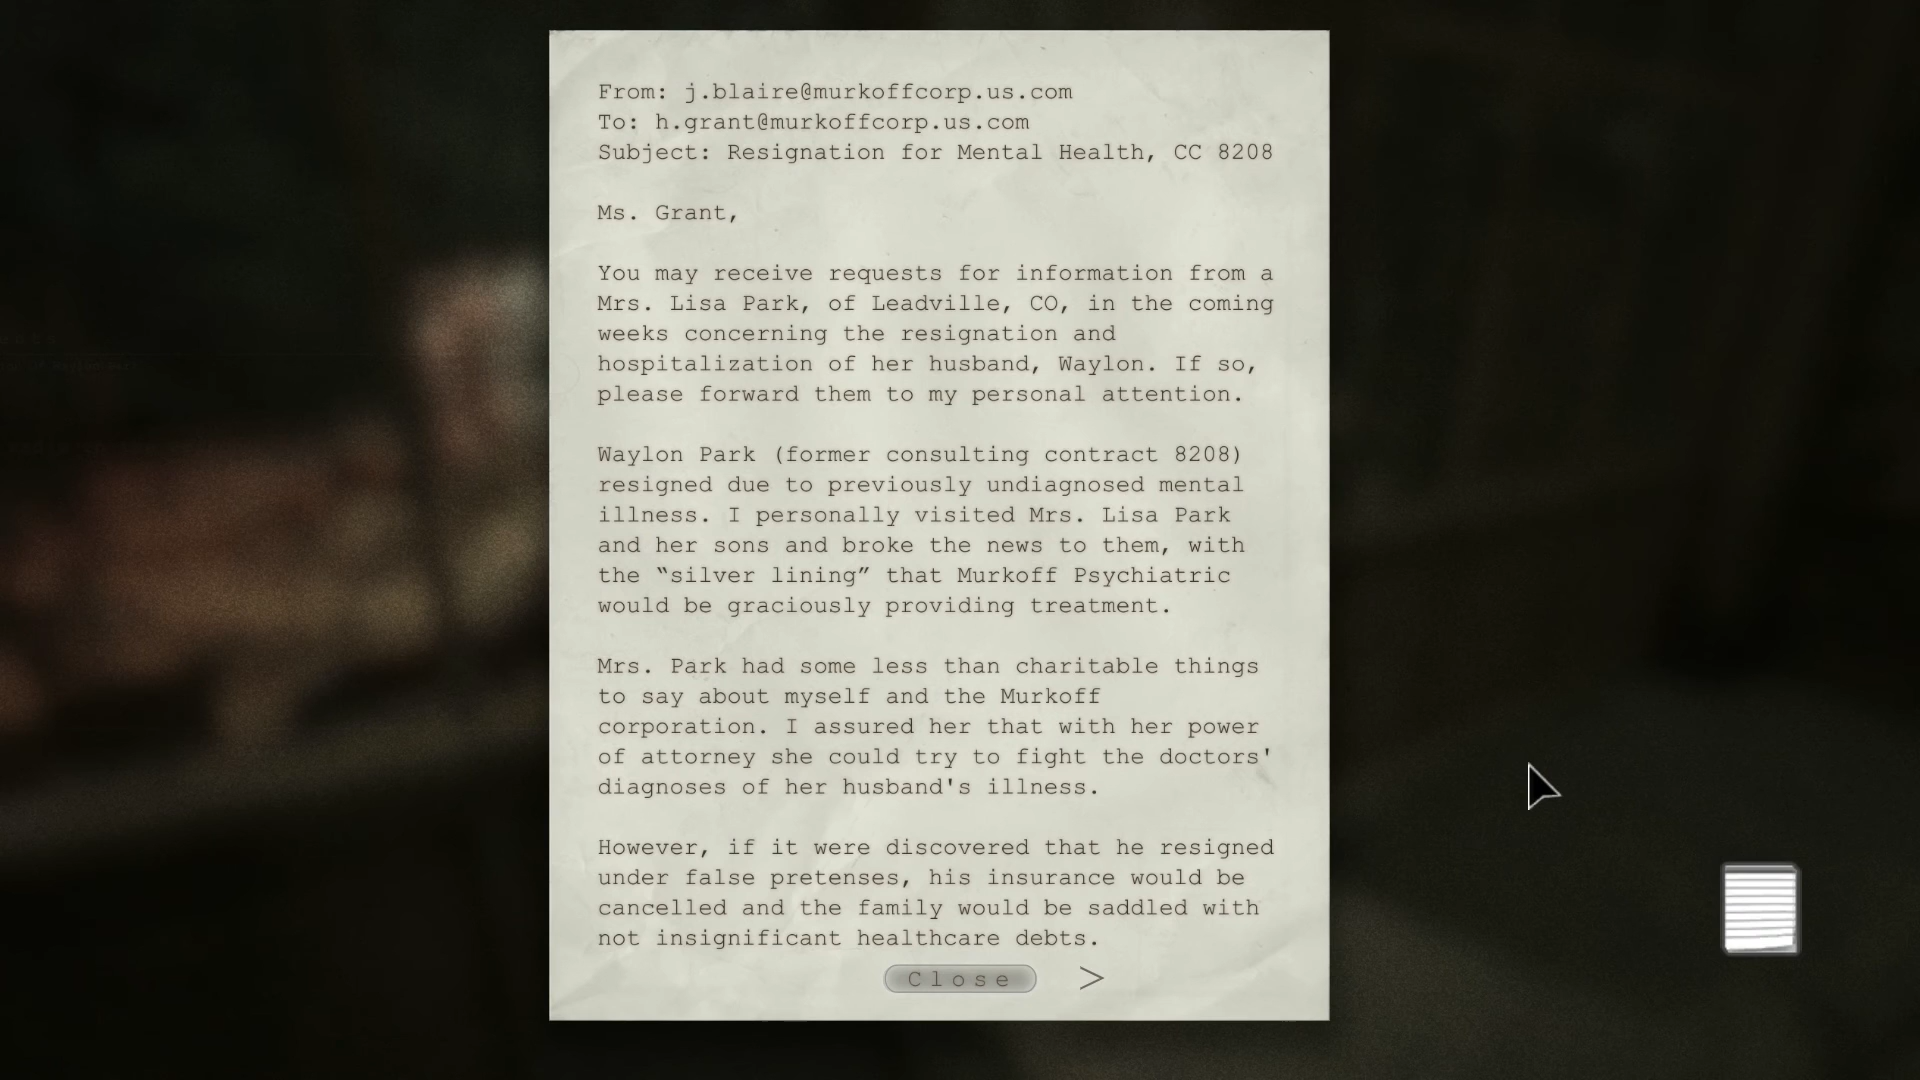 From: j.blaire@murkoffcorp.us.com
To: h.grant@murkoffcorp.us.com
Subject: Resignation for Mental Health, CC 8208
Ms. Grant,
You may receive requests for information from a
Mrs. Lisa Park, of Leadville, CO, in the coming
weeks concerning the resignation and
hospitalization of her husband, Waylon. If so,
please forward them to my personal attention.
Waylon Park (former consulting contract 8208)
resigned due to previously undiagnosed mental
illness. I personally visited Mrs. Lisa Park
and her sons and broke the news to them, with
the “silver lining” that Murkoff Psychiatric
would be graciously providing treatment.
Mrs. Park had some less than charitable things
to say about myself and the Murkoff
corporation. I assured her that with her power
of attorney she could try to fight the doctors'
diagnoses of her husband's illness.
However, if it were discovered that he resigned
under false pretenses, his insurance would be
cancelled and the family would be saddled with
not insignificant healthcare debts.
Close >